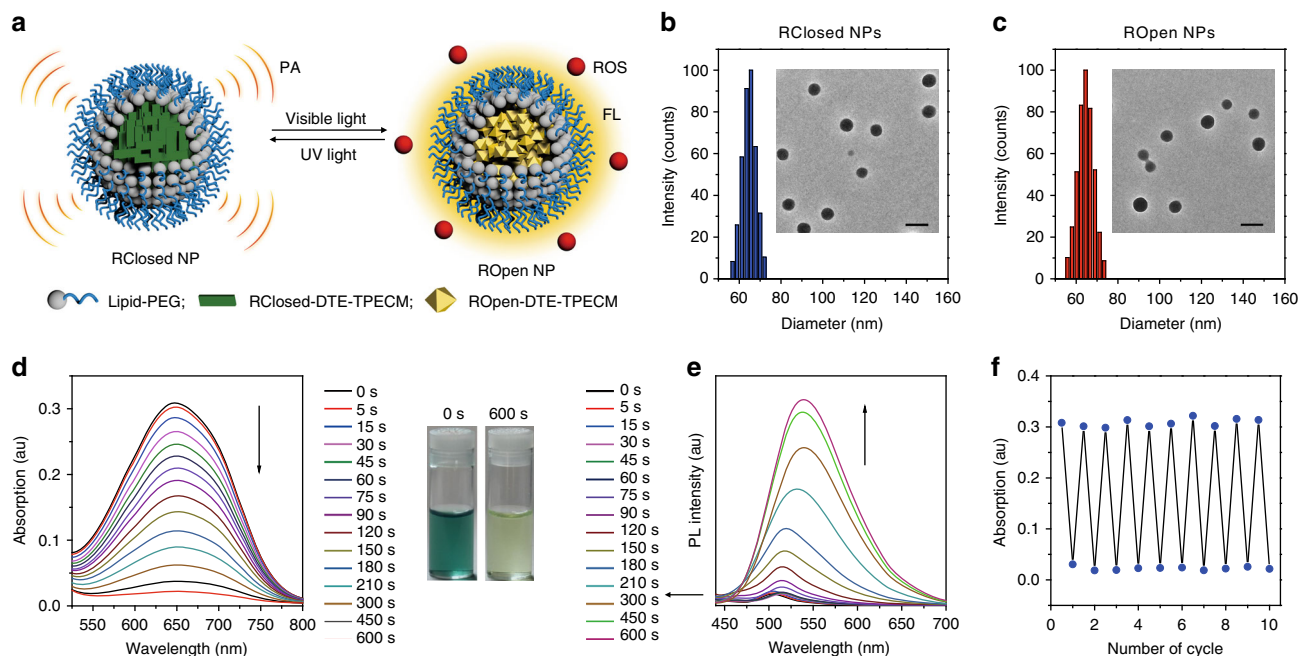 a
PA
ROS
FL
Visible light
UV light
RClosed NP
ROpen NP
Lipid-PEG; RClosed-DTE-TPECM; ROpen-DTE-TPECM
b
RClosed NPs
Intensity (counts)
100
80
60
40
20
0
60 80 100 120 140 160
Diameter (nm)
c
ROpen NPs
Intensity (counts)
100
80
60
40
20
0
60 80 100 120 140 160
Diameter (nm)
d
Absorption (au)
0.3
0.2
0.1
0.0
550 600 650 700 750 800
Wavelength (nm)
0 s
5 s
15 s
30 s
45 s
60 s
75 s
90 s
120 s
150 s
180 s
210 s
300 s
450 s
600 s
0 s 600 s
0 s
5 s
15 s
30 s
45 s
60 s
75 s
90 s
120 s
150 s
180 s
210 s
300 s
450 s
600 s
e
PL intensity (au)
450 500 550 600 650 700
Wavelength (nm)
f
Absorption (au)
0.4
0.3
0.2
0.1
0.0
0 2 4 6 8 10
Number of cycle